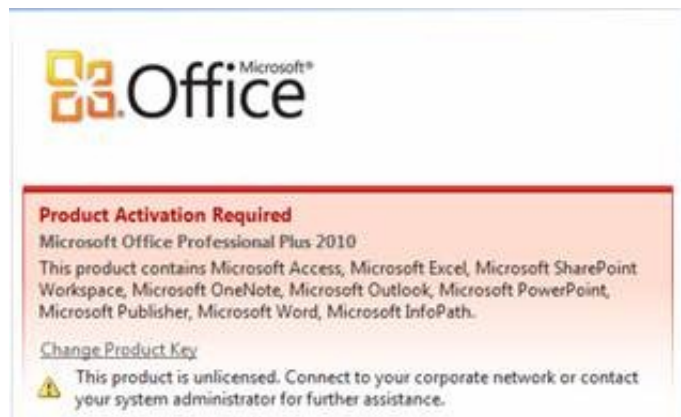 Microsoft®
Office
Product Activation Required
Microsoft Office Professional Plus 2010
This product contains Microsoft Access, Microsoft Excel, Microsoft SharePoint
Workspace, Microsoft OneNote, Microsoft Outlook, Microsoft PowerPoint,
Microsoft Publisher, Microsoft Word, Microsoft InfoPath.
Change Product Key
This product is unlicensed. Connect to your corporate network or contact
your system administrator for further assistance.